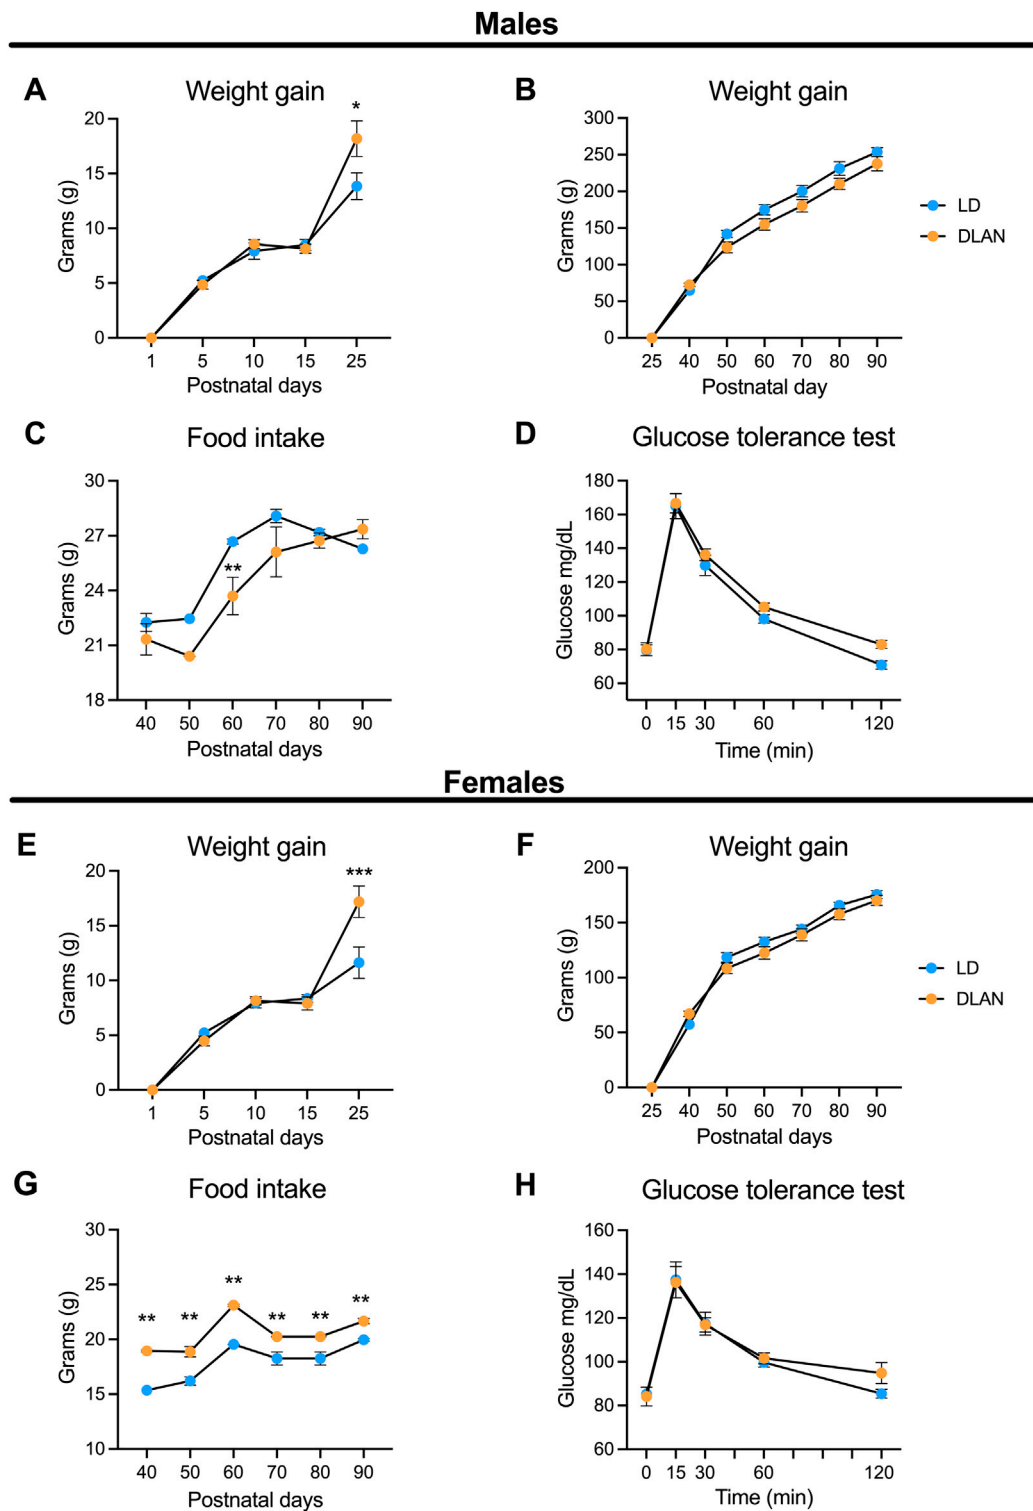 Males
A
Weight gain
*
20
15
10
5
0
Grams (g)
1 5 10 15 25
Postnatal days
B
Weight gain
300
250
200
150
100
50
0
Grams (g)
25 40 50 60 70 80 90
Postnatal day
LD
DLAN
C
Food intake
30
27
24
21
18
Grams (g)
**
40 50 60 70 80 90
Postnatal days
D
Glucose tolerance test
180
160
140
120
100
80
60
Glucose mg/dL
0 15 30 60 120
Time (min)
Females
E
Weight gain
***
20
15
10
5
0
Grams (g)
1 5 10 15 25
Postnatal days
F
Weight gain
200
150
100
50
0
Grams (g)
25 40 50 60 70 80 90
Postnatal days
LD
DLAN
G
Food intake
30
25
20
15
10
Grams (g)
** ** ** ** ** **
40 50 60 70 80 90
Postnatal days
H
Glucose tolerance test
160
140
120
100
80
60
Glucose mg/dL
0 15 30 60 120
Time (min)